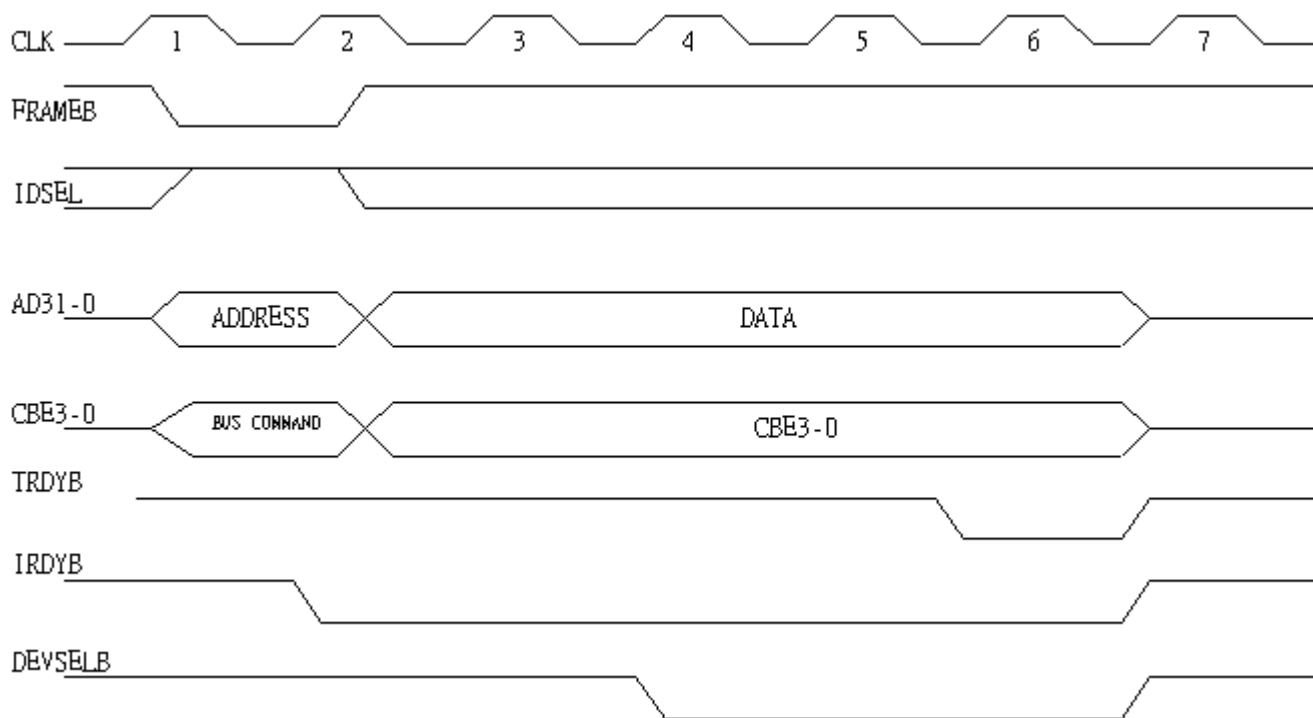 CLK 1 2 3 4 5 6 7
FRAMEB
IDSEL
AD31-0 ADDRESS DATA
CBE3-0 BUS COMMAND CBE3-0
TRDYB
IRDYB
DEVSELB